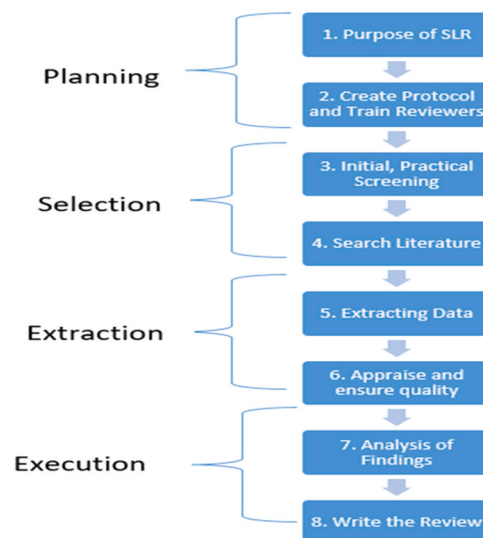 Planning
1. Purpose of SLR
2. Create Protocol
and Train Reviewers
Selection
3. Initial, Practical
Screening
4. Search Literature
Extraction
5. Extracting Data
6. Appraise and
ensure quality
Execution
7. Analysis of
Findings
8. Write the Review